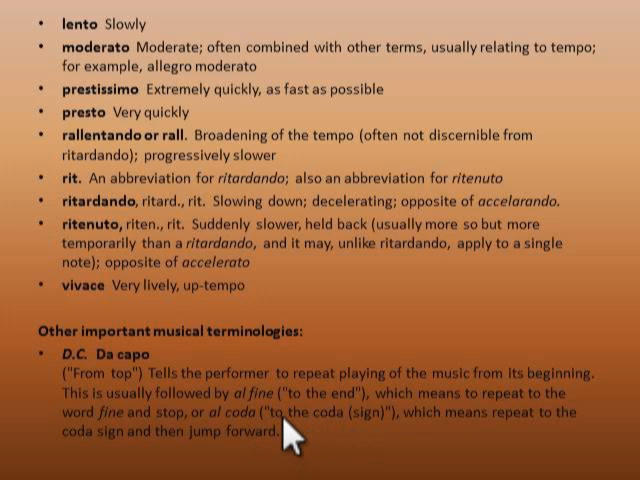 • lento Slowly
• moderato Moderate; often combined with other terms, usually relating to tempo;
for example, allegro moderato
• prestissimo Extremely quickly, as fast as possible
• presto Very quickly
• rallentando or rall. Broadening of the tempo (often not discernible from
ritardando); progressively slower
• rit. An abbreviation for ritardando; also an abbreviation for ritenuto
• ritardando, ritard., rit. Slowing down; decelerating; opposite of accelarando.
• ritenuto, riten., rit. Suddenly slower, held back (usually more so but more
temporarily than a ritardando, and it may, unlike ritardando, apply to a single
note); opposite of accelerato
• vivace Very lively, up-tempo
Other important musical terminologies:
• D.C. Da capo
("From top") Tells the performer to repeat playing of the music from its beginning.
This is usually followed by al fine ("to the end"), which means to repeat to the
word fine and stop, or al coda ("to the coda (sign)"), which means repeat to the
coda sign and then jump forward.